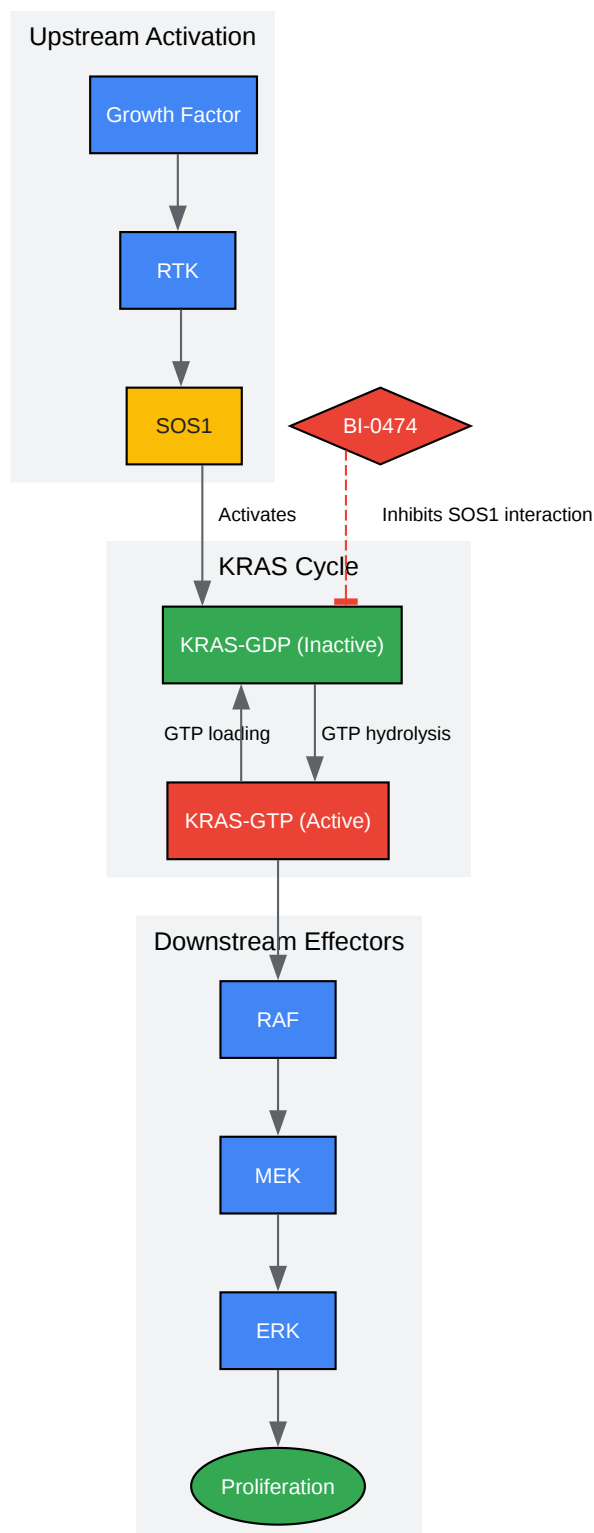 Upstream Activation
Growth Factor
RTK
SOS1
BI-0474
Activates
Inhibits SOS1 interaction
KRAS Cycle
KRAS-GDP (Inactive)
GTP loading
GTP hydrolysis
KRAS-GTP (Active)
Downstream Effectors
RAF
MEK
ERK
Proliferation